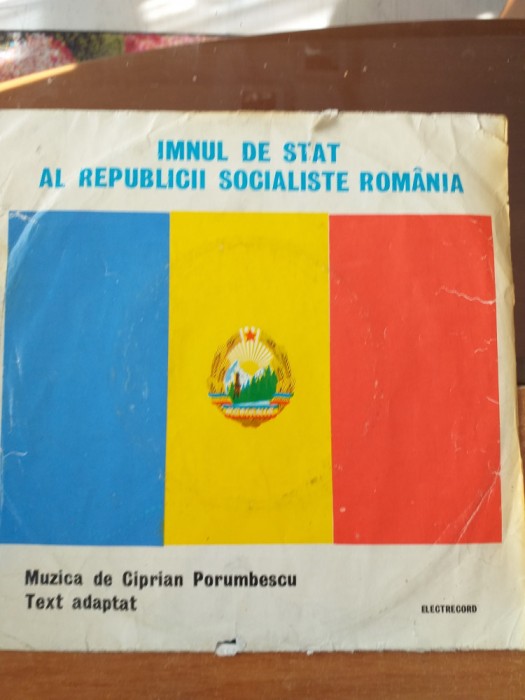 IMNUL DE STAT
AL REPUBLICII SOCIALISTE ROMÂNIA
Muzica de Ciprian Porumbescu
Text adaptat
ELECTRECORD